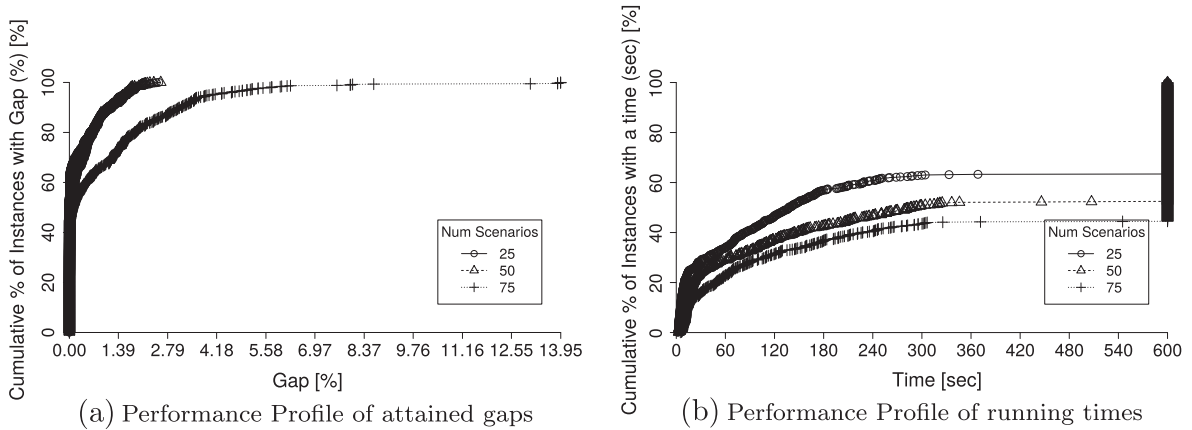 Cumulative % of Instances with Gap (%) [%]
100
80
60
40
20
0
Num Scenarios
25
50
75
0.00 1.39 2.79 4.18 5.58 6.97 8.37 9.76 11.16 12.55 13.95
Gap [%]
(a) Performance Profile of attained gaps
Cumulative % of Instances with a time (sec) [%]
100
80
60
40
20
0
Num Scenarios
25
50
75
0 60 120 180 240 300 360 420 480 540 600
Time [sec]
(b) Performance Profile of running times